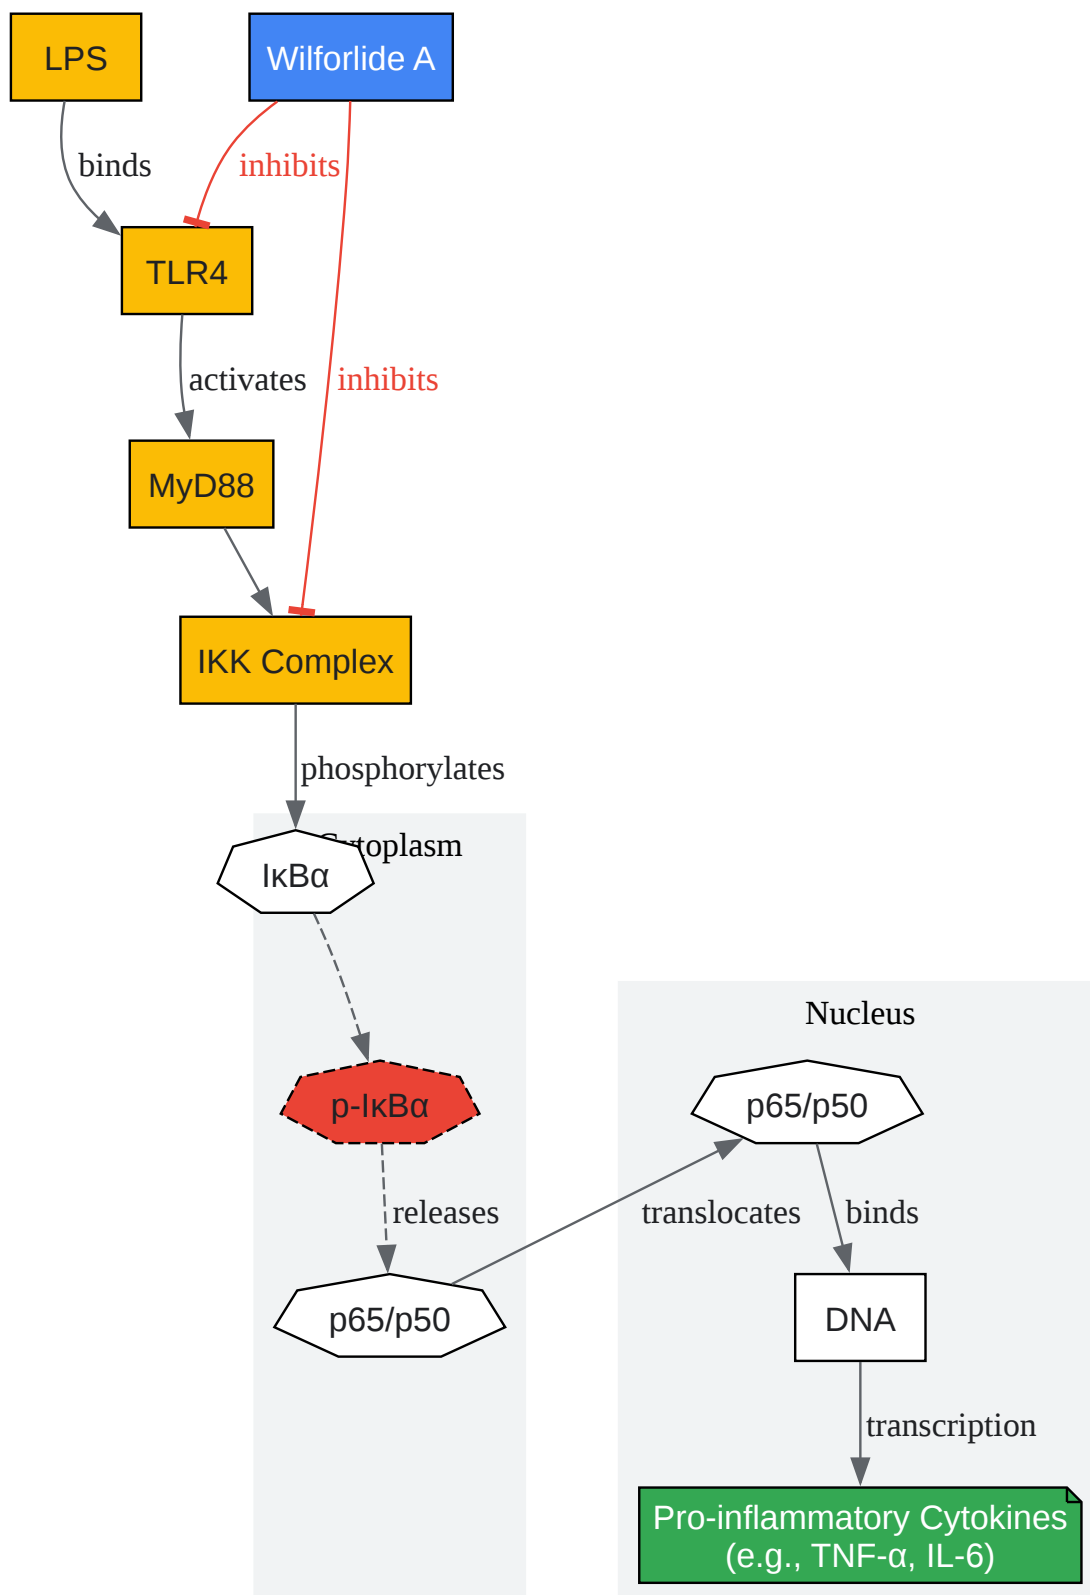 LPS
Wilforlide A
binds
inhibits
TLR4
activates
inhibits
MyD88
IKK Complex
phosphorylates
Cytoplasm
IκBα
Nucleus
p-IκBα
p65/p50
releases
translocates
binds
p65/p50
DNA
transcription
Pro-inflammatory Cytokines
(e.g., TNF-α, IL-6)